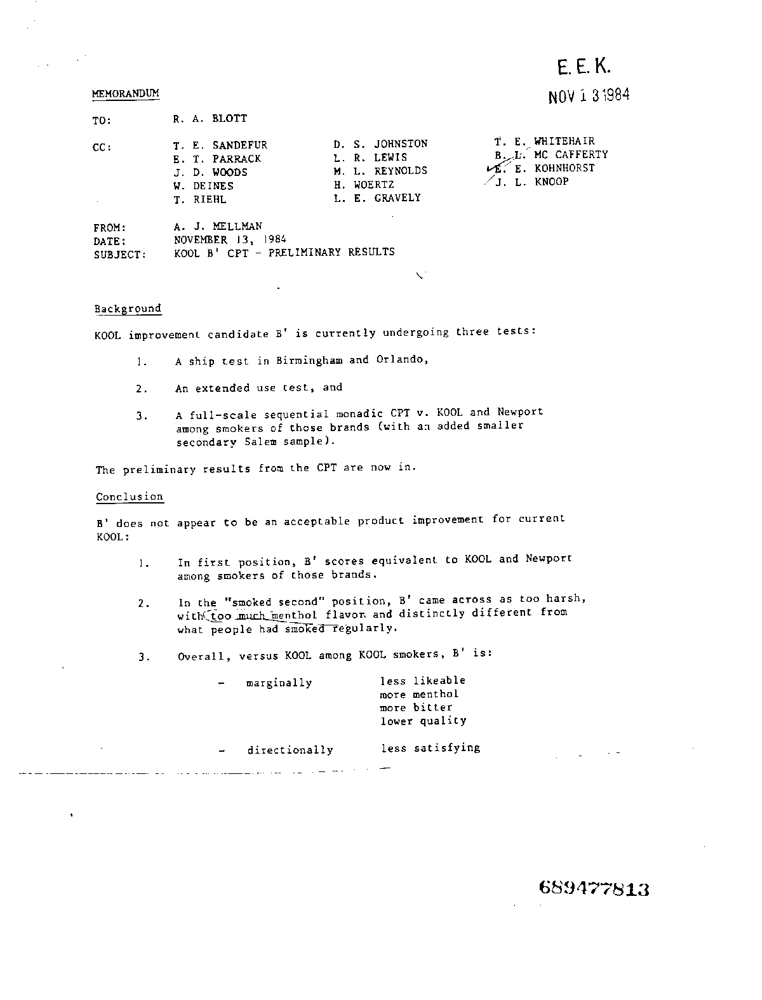 E. E. K.
NOV 13 1984
MEMORANDUM
TO: R. A. BLOTT
CC: T. E. SANDEFUR D. S. JOHNSTON T. E. WHITEHAIR
E. T. PARRACK L. R. LEWIS B. L. MC CAFFERTY
J. D. WOODS M. L. REYNOLDS E. E. KOHNHORST
W. DEINES H. WOERTZ J. L. KNOOP
T. RIEHL L. E. GRAVELY
FROM: A. J. MELLMAN
DATE: NOVEMBER 13, 1984
SUBJECT: KOOL B' CPT - PRELIMINARY RESULTS
Background
KOOL improvement candidate B' is currently undergoing three tests:
1. A ship test in Birmingham and Orlando,
2. An extended use test, and
3. A full-scale sequential monadic CPT v. KOOL and Newport
among smokers of those brands (with an added smaller
secondary Salem sample).
The preliminary results from the CPT are now in.
Conclusion
B' does not appear to be an acceptable product improvement for current
KOOL:
1. In first position, B' scores equivalent to KOOL and Newport
among smokers of those brands.
2. In the "smoked second" position, B' came across as too harsh,
with too much menthol flavor and distinctly different from
what people had smoked regularly.
3. Overall, versus KOOL among KOOL smokers, B' is:
- marginally less likeable
more menthol
more bitter
lower quality
- directionally less satisfying
689477813